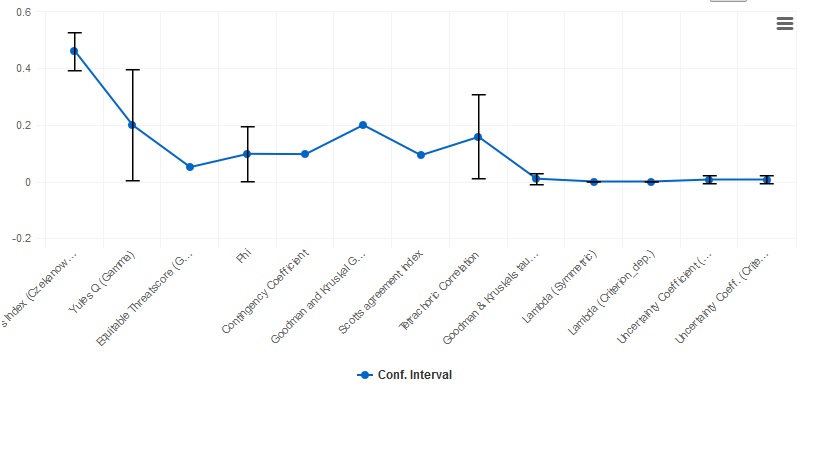 0.6
0.4
0.2
0
-0.2
s Index (Czekanow...
Yules Q (Gamma)
Equitable Threatscore (G...
Phi
Contingency Coefficient
Goodman and Kruskal G...
Scotts agreement Index
Tetrachoric Correlation
Goodman & Kruskals tau...
Lambda (Symmetric)
Lambda (Criterion_dep.)
Uncertainty Coefficient (...
Uncertainty Coeff. (Crite...
Conf. Interval